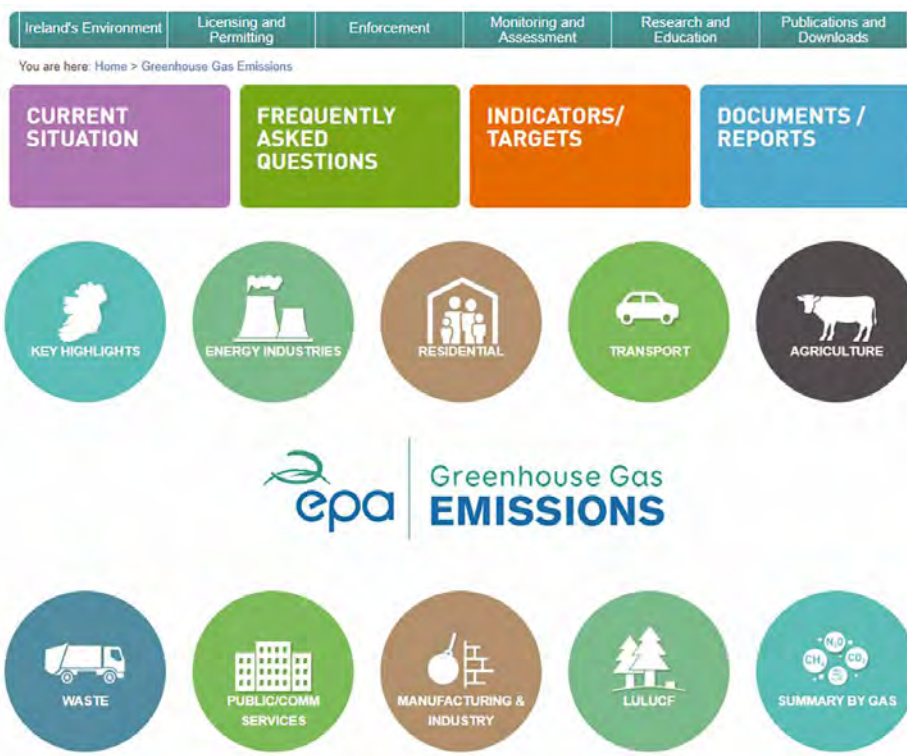 Ireland's Environment
Licensing and
Permitting
Enforcement
Monitoring and
Assessment
Research and
Education
Publications and
Downloads
You are here: Home > Greenhouse Gas Emissions
CURRENT
SITUATION
FREQUENTLY
ASKED
QUESTIONS
INDICATORS/
TARGETS
DOCUMENTS /
REPORTS
KEY HIGHLIGHTS
ENERGY INDUSTRIES
RESIDENTIAL
TRANSPORT
AGRICULTURE
epa
Greenhouse Gas
EMISSIONS
WASTE
PUBLIC/COMM
SERVICES
MANUFACTURING &
INDUSTRY
LULUCF
N₂O
CH₄
CO₂
SUMMARY BY GAS